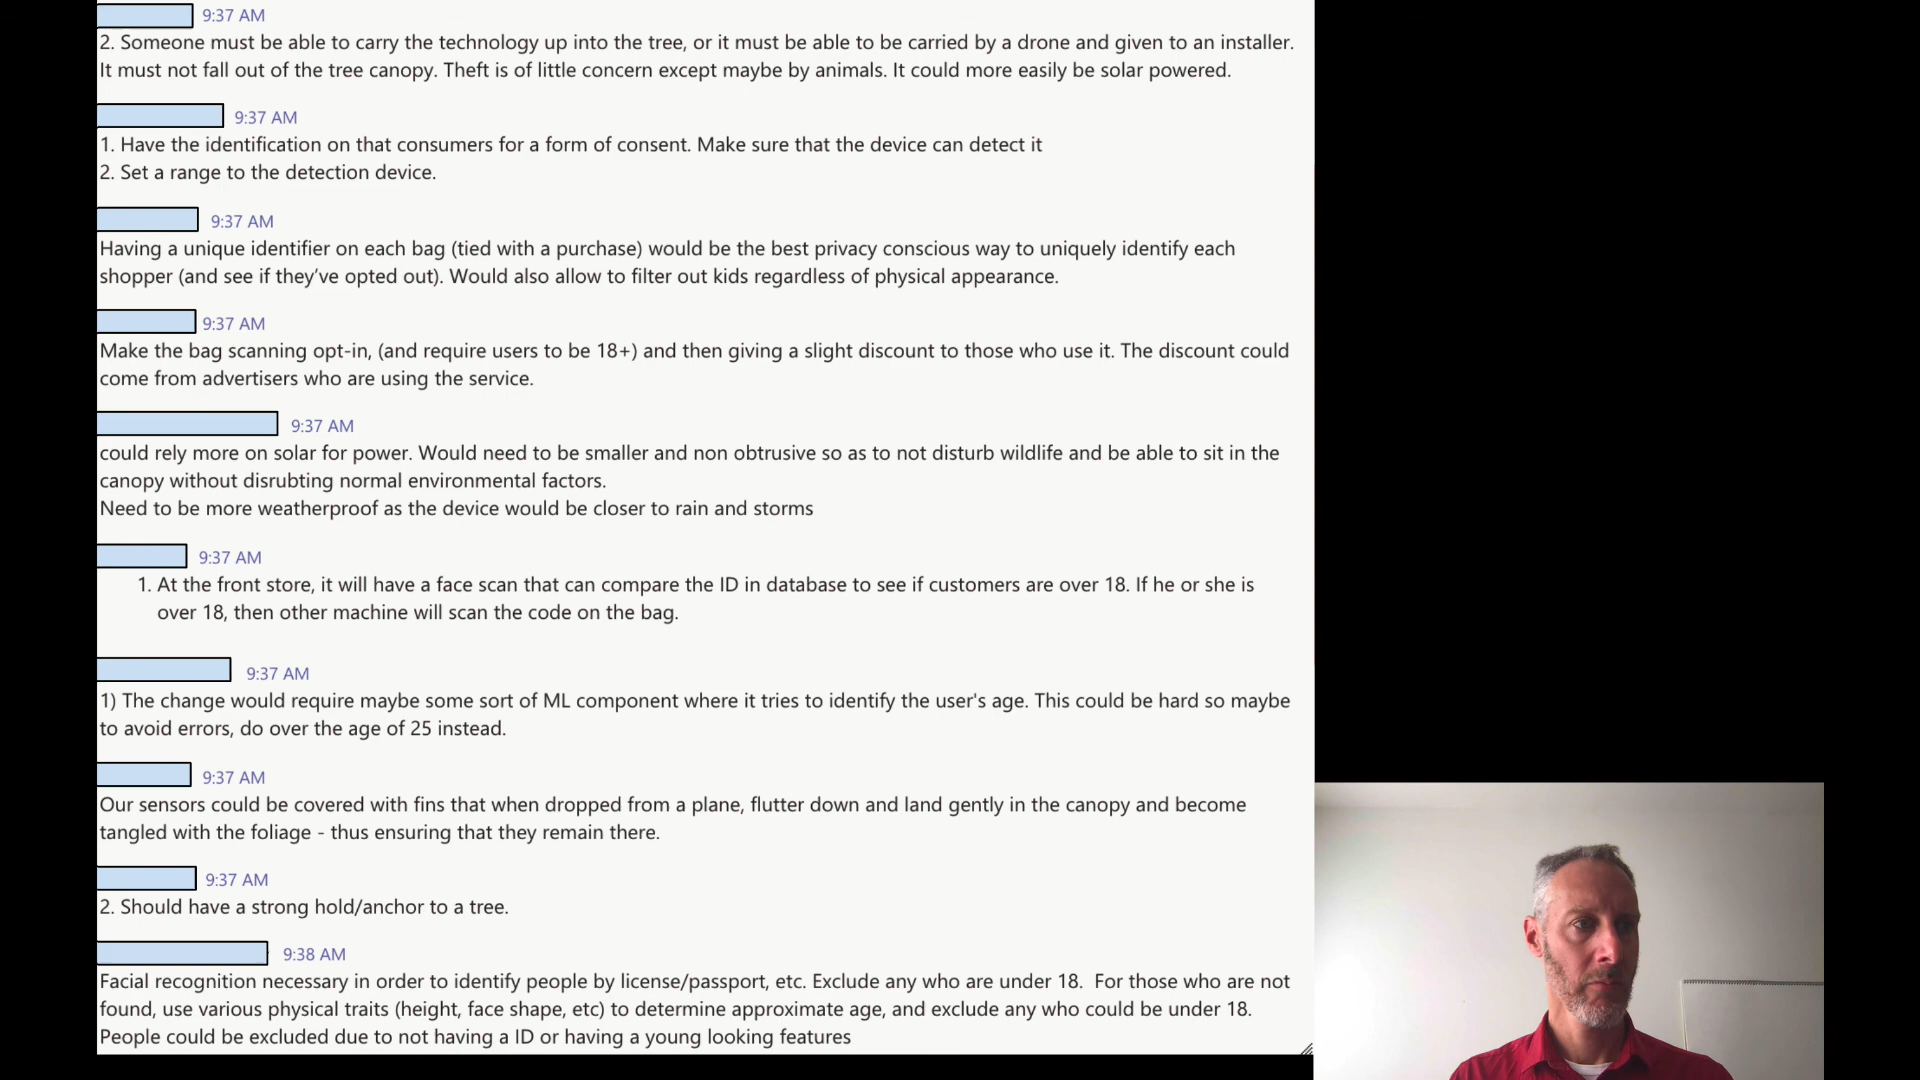 9:37 AM
2. Someone must be able to carry the technology up into the tree, or it must be able to be carried by a drone and given to an installer.
It must not fall out of the tree canopy. Theft is of little concern except maybe by animals. It could more easily be solar powered.
9:37 AM
1. Have the identification on that consumers for a form of consent. Make sure that the device can detect it
2. Set a range to the detection device.
9:37 AM
Having a unique identifier on each bag (tied with a purchase) would be the best privacy conscious way to uniquely identify each
shopper (and see if they've opted out). Would also allow to filter out kids regardless of physical appearance.
9:37 AM
Make the bag scanning opt-in, (and require users to be 18+) and then giving a slight discount to those who use it. The discount could
come from advertisers who are using the service.
9:37 AM
could rely more on solar for power. Would need to be smaller and non obtrusive so as to not disturb wildlife and be able to sit in the
canopy without disrubting normal environmental factors.
Need to be more weatherproof as the device would be closer to rain and storms
9:37 AM
1. At the front store, it will have a face scan that can compare the ID in database to see if customers are over 18. If he or she is
over 18, then other machine will scan the code on the bag.
9:37 AM
1) The change would require maybe some sort of ML component where it tries to identify the user's age. This could be hard so maybe
to avoid errors, do over the age of 25 instead.
9:37 AM
Our sensors could be covered with fins that when dropped from a plane, flutter down and land gently in the canopy and become
tangled with the foliage - thus ensuring that they remain there.
9:37 AM
2. Should have a strong hold/anchor to a tree.
9:38 AM
Facial recognition necessary in order to identify people by license/passport, etc. Exclude any who are under 18.  For those who are not
found, use various physical traits (height, face shape, etc) to determine approximate age, and exclude any who could be under 18.
People could be excluded due to not having a ID or having a young looking features